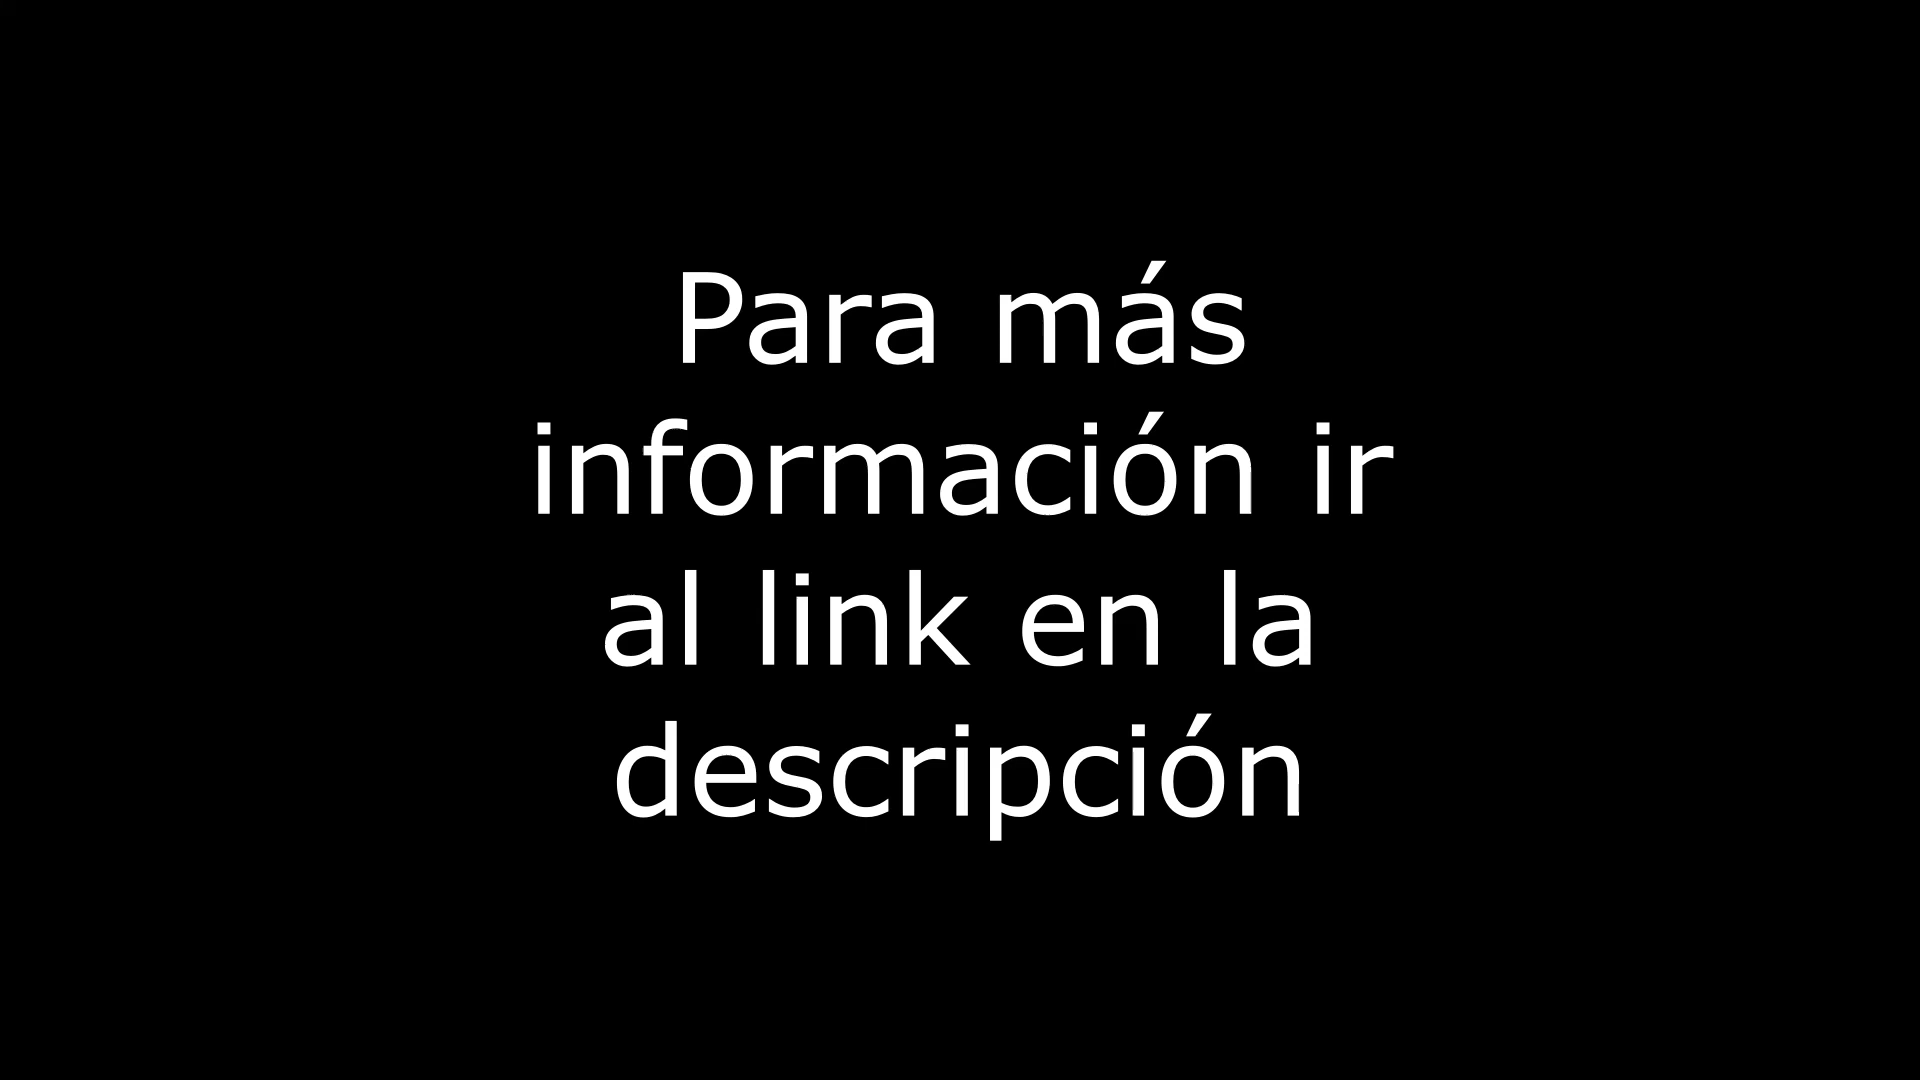 Para más
información ir
al link en la
descripción